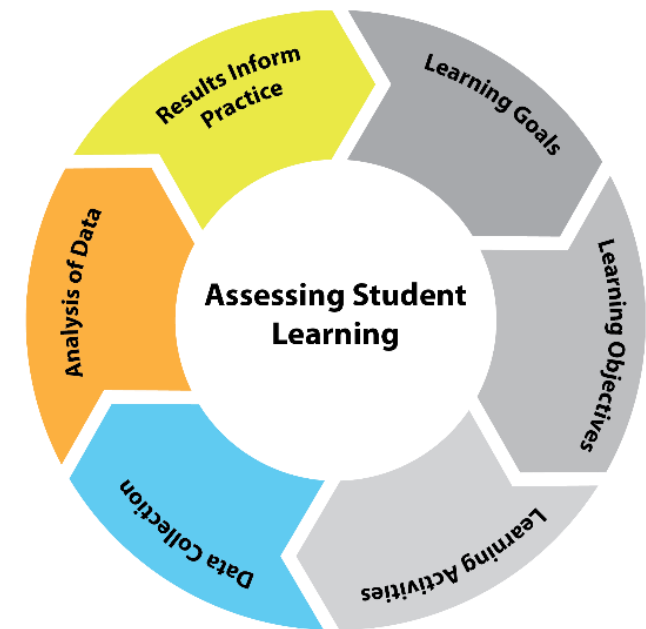 Assessing Student
Learning
Learning Goals
Learning Objectives
Learning Activities
Data Collection
Analysis of Data
Results Inform
Practice